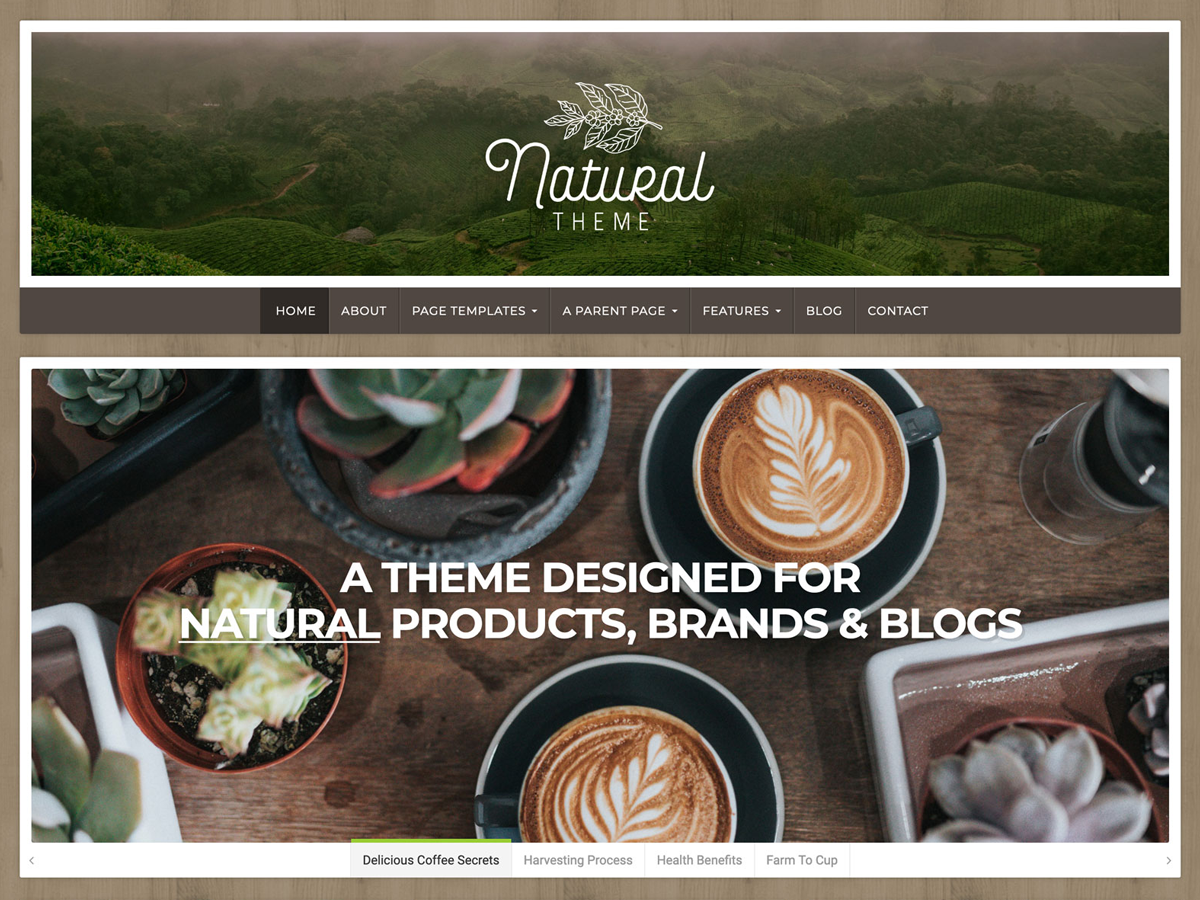 Natural
THEME
HOME ABOUT PAGE TEMPLATES A PARENT PAGE FEATURES BLOG CONTACT
A THEME DESIGNED FOR
NATURAL PRODUCTS, BRANDS & BLOGS
Delicious Coffee Secrets Harvesting Process Health Benefits Farm To Cup